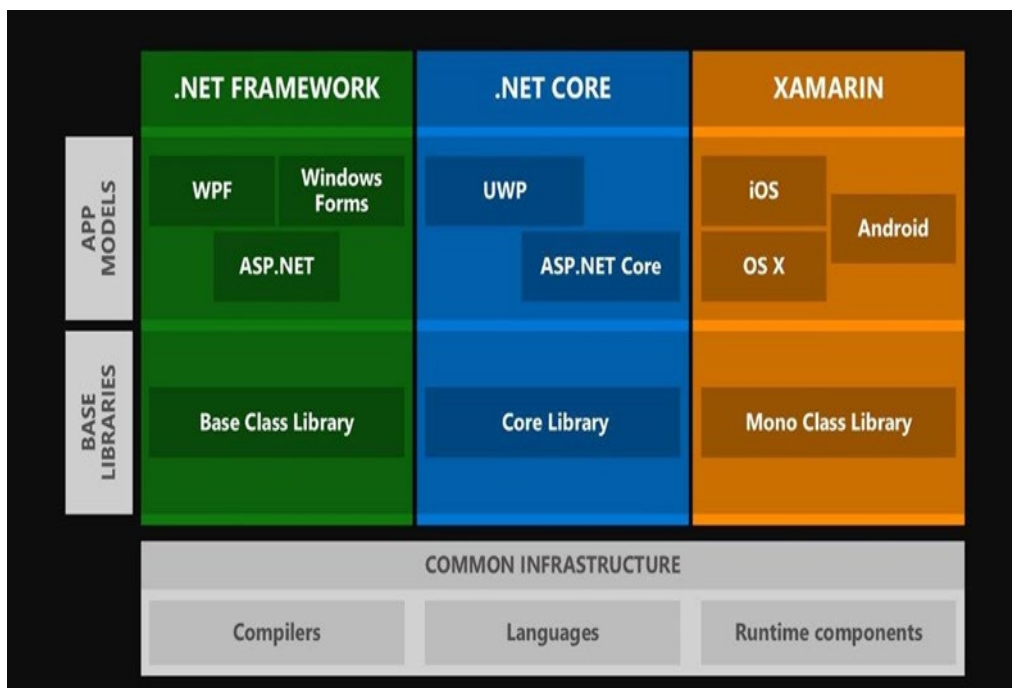 .NET FRAMEWORK
.NET CORE
XAMARIN
APP
MODELS
WPF
Windows
Forms
ASP.NET
UWP
ASP.NET Core
iOS
Android
OS X
BASE
LIBRARIES
Base Class Library
Core Library
Mono Class Library
COMMON INFRASTRUCTURE
Compilers
Languages
Runtime components